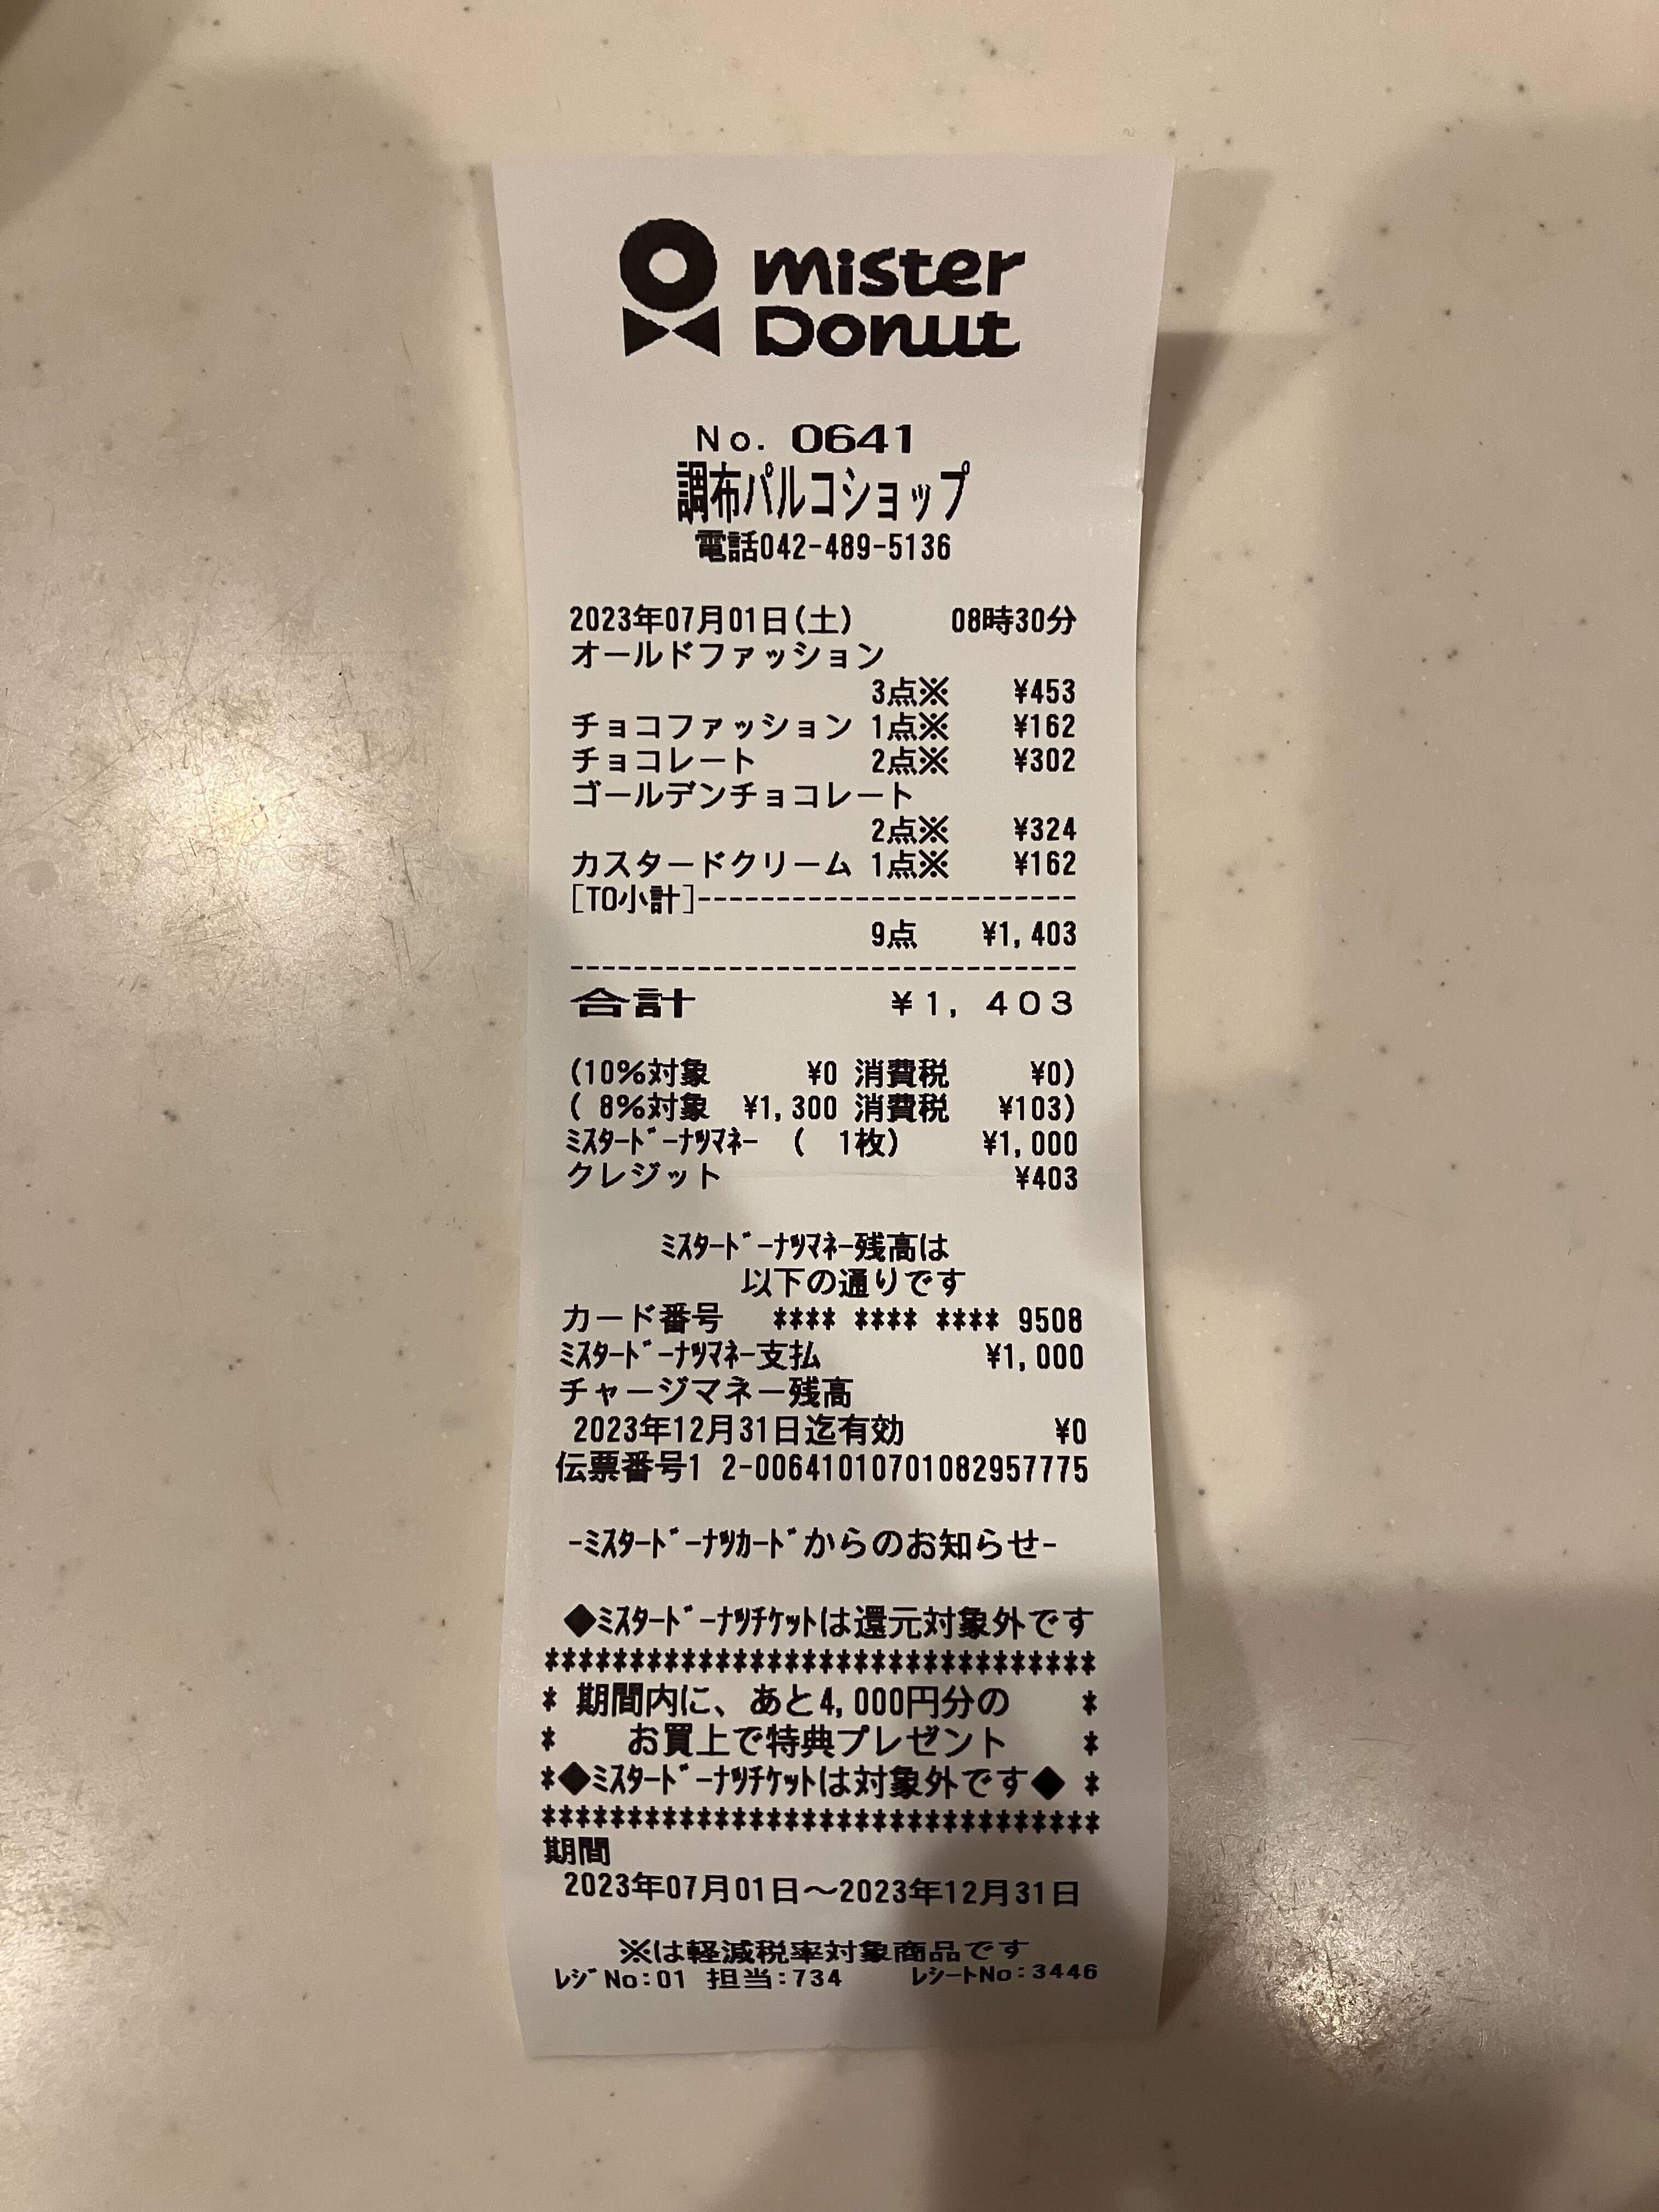 mister
Donut
No. 0641
調布パルコショップ
電話042-489-5136
2023年07月01日(土) 08時30分
オールドファッション
3点※ ¥453
チョコファッション 1点※ ¥162
チョコレート 2点※ ¥302
ゴールデンチョコレート
2点※ ¥324
カスタードクリーム 1点※ ¥162
[TO小計]------------------------
9点 ¥1,403
--------------------------------
合計 ¥1,403
(10%対象 ¥0 消費税 ¥0)
( 8%対象 ¥1,300 消費税 ¥103)
ﾐｽﾀｰﾄﾞｰﾅﾂﾏﾈｰ ( 1枚) ¥1,000
クレジット ¥403
ﾐｽﾀｰﾄﾞｰﾅﾂﾏﾈｰ残高は
以下の通りです
カード番号 **** **** **** 9508
ﾐｽﾀｰﾄﾞｰﾅﾂﾏﾈｰ支払 ¥1,000
チャージマネー残高
2023年12月31日迄有効 ¥0
伝票番号1 2-00641010701082957775
-ﾐｽﾀｰﾄﾞｰﾅﾂｶｰﾄﾞからのお知らせ-
◆ﾐｽﾀｰﾄﾞｰﾅﾂﾁｹｯﾄは還元対象外です
********************************
* 期間内に、あと4,000円分の *
* お買上で特典プレゼント *
*◆ﾐｽﾀｰﾄﾞｰﾅﾂﾁｹｯﾄは対象外です◆ *
********************************
期間
2023年07月01日～2023年12月31日
※は軽減税率対象商品です
ﾚｼﾞNo:01 担当:734 ﾚｼｰﾄNo:3446